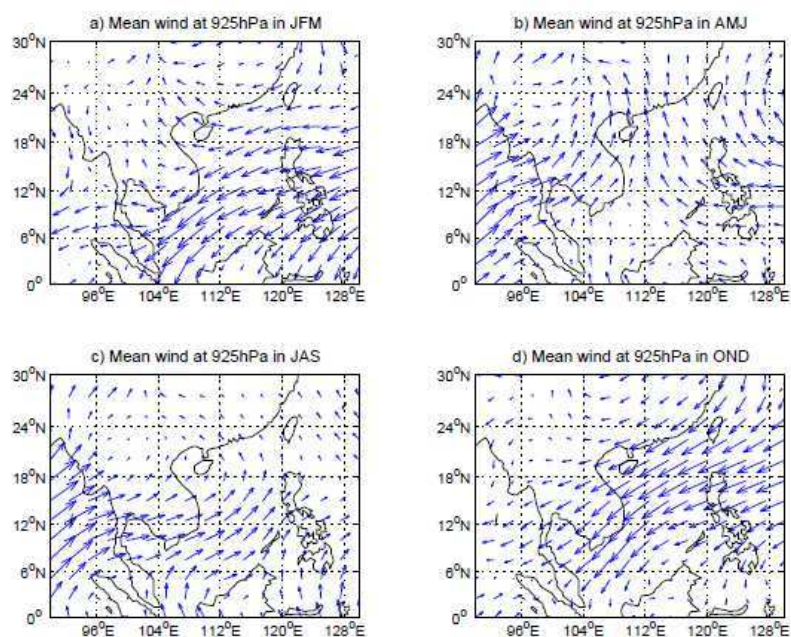 a) Mean wind at 925hPa in JFM
30°N
24°N
18°N
12°N
6°N
0°
96°E 104°E 112°E 120°E 128°E
b) Mean wind at 925hPa in AMJ
30°N
24°N
18°N
12°N
6°N
0°
96°E 104°E 112°E 120°E 128°E
c) Mean wind at 925hPa in JAS
30°N
24°N
18°N
12°N
6°N
0°
96°E 104°E 112°E 120°E 128°E
d) Mean wind at 925hPa in OND
30°N
24°N
18°N
12°N
6°N
0°
96°E 104°E 112°E 120°E 128°E